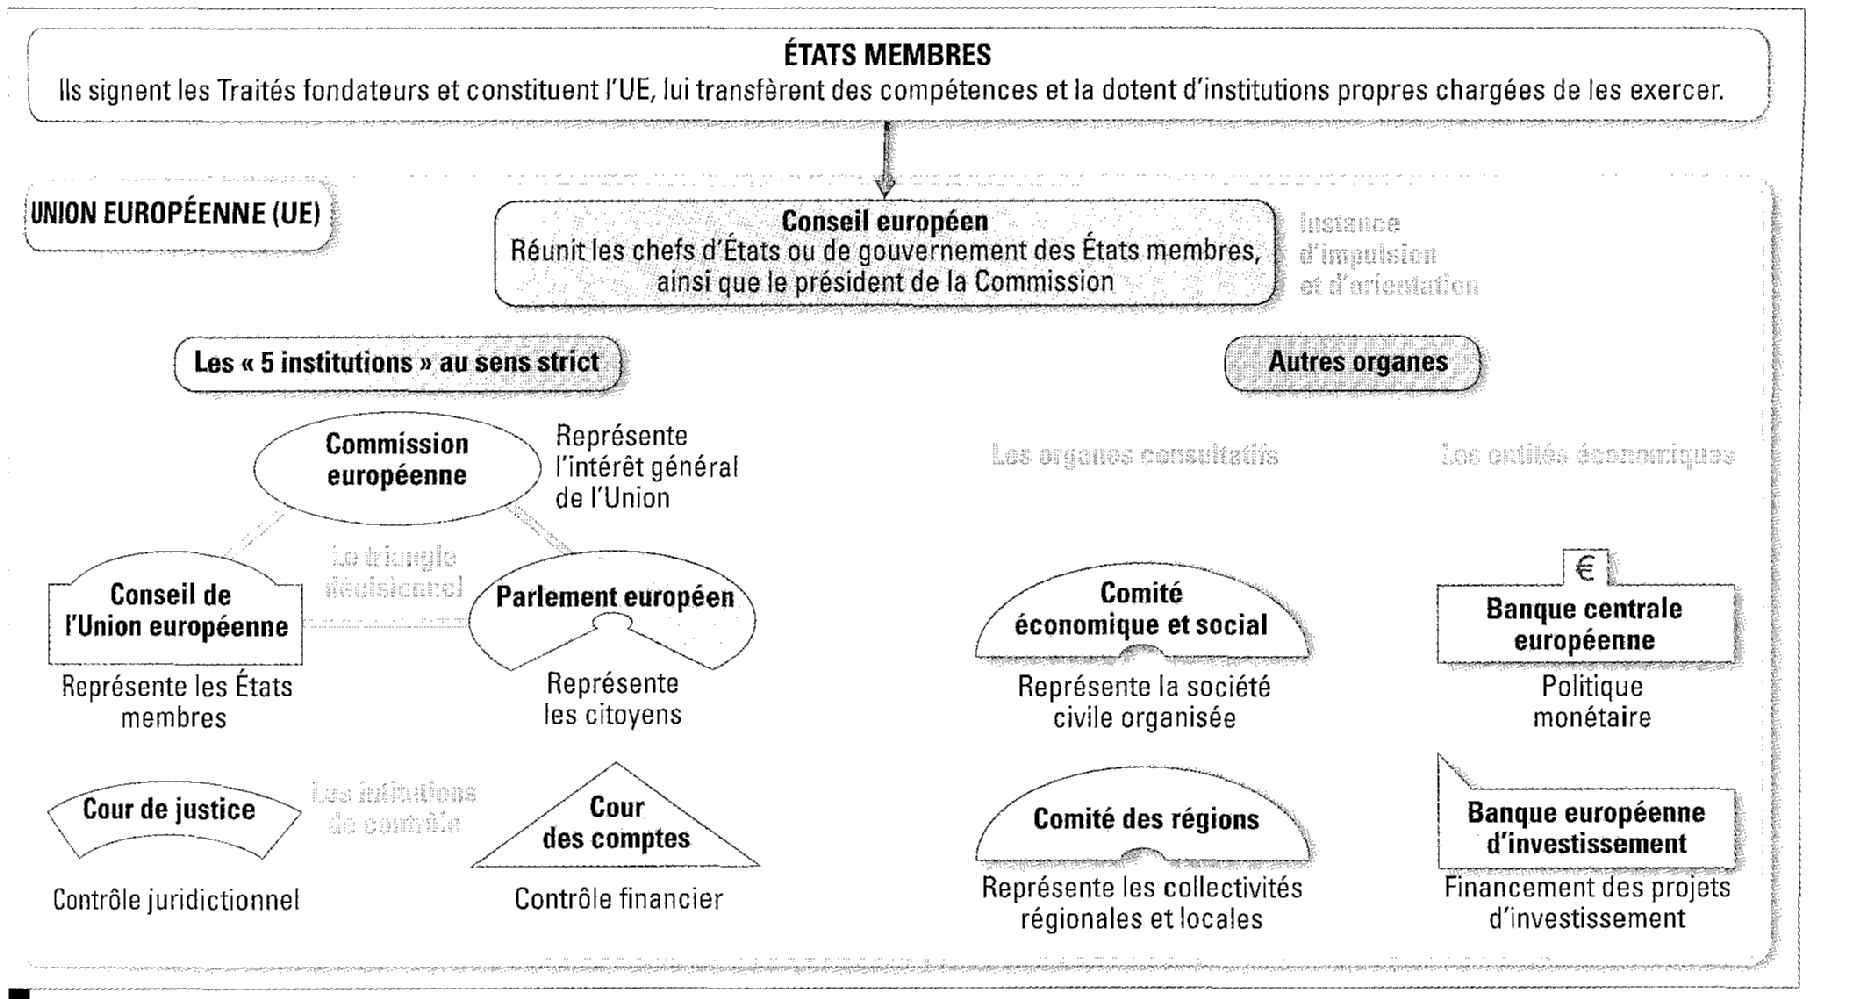 ÉTATS MEMBRES
Ils signent les Traités fondateurs et constituent l'UE, lui transfèrent des compétences et la dotent d'institutions propres chargées de les exercer.
UNION EUROPÉENNE (UE)
Conseil européen
Réunit les chefs d'États ou de gouvernement des États membres,
ainsi que le président de la Commission
Instance
d'impulsion
et d'orientation
Les « 5 institutions » au sens strict
Autres organes
Commission
européenne
Représente
l'intérêt général
de l'Union
Les organes consultatifs
Les entités économiques
Le triangle
décisionnel
Conseil de
l'Union européenne
Représente les États
membres
Parlement européen
Représente
les citoyens
Comité
économique et social
Représente la société
civile organisée
€
Banque centrale
européenne
Politique
monétaire
Cour de justice
Contrôle juridictionnel
Les intitutions
de contrôle
Cour
des comptes
Contrôle financier
Comité des régions
Représente les collectivités
régionales et locales
Banque européenne
d'investissement
Financement des projets
d'investissement